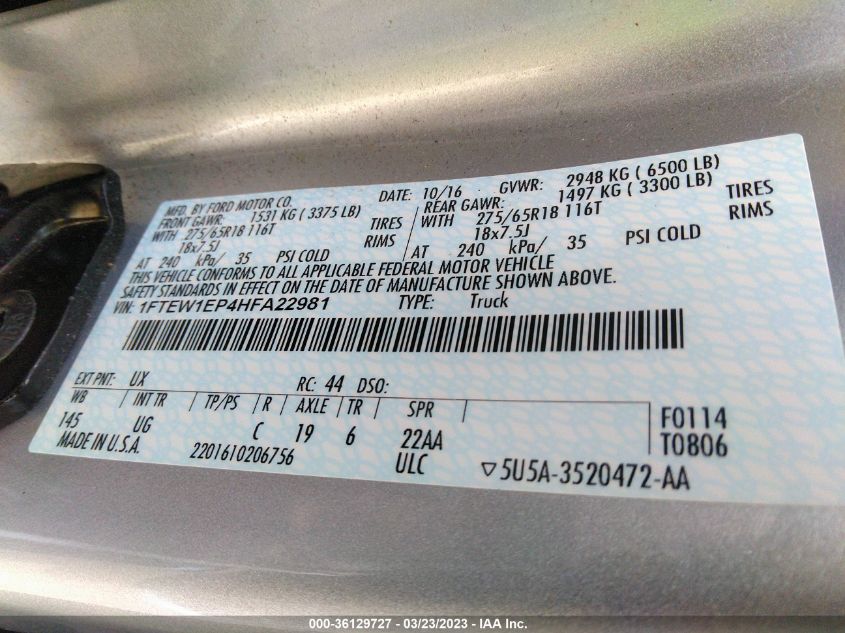 MFD. BY FORD MOTOR CO. DATE: 10/16 GVWR: 2948 KG ( 6500 LB)
FRONT GAWR: 1531 KG ( 3375 LB) REAR GAWR: 1497 KG ( 3300 LB)
WITH 275/65R18 116T TIRES WITH 275/65R18 116T TIRES
18x7.5J RIMS 18x7.5J RIMS
AT 240 kPa/ 35 PSI COLD AT 240 kPa/ 35 PSI COLD
THIS VEHICLE CONFORMS TO ALL APPLICABLE FEDERAL MOTOR VEHICLE
SAFETY STANDARDS IN EFFECT ON THE DATE OF MANUFACTURE SHOWN ABOVE.
VIN: 1FTEW1EP4HFA22981 TYPE: Truck
EXT PNT: UX RC: 44 DSO:
WB INT TR TP/PS R AXLE TR SPR
145 UG C 19 6 22AA
F0114
T0806
MADE IN U.S.A. 2201610206756 ULC ▽5U5A-3520472-AA
000-36129727 - 03/23/2023 - IAA Inc.